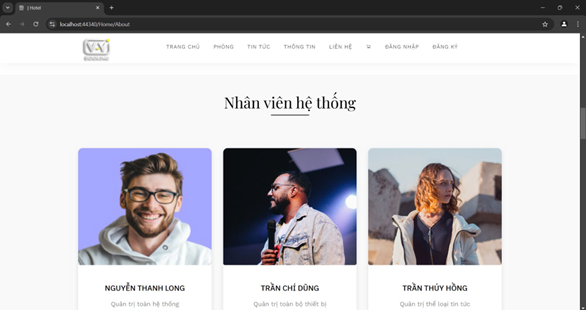 | Hotel
localhost:44340/Home/About
TRANG CHỦ PHÒNG TIN TỨC THÔNG TIN LIÊN HỆ ĐĂNG NHẬP ĐĂNG KÝ
Nhân viên hệ thống
NGUYỄN THANH LONG TRẦN CHÍ DŨNG TRẦN THÚY HỒNG
Quản trị toàn hệ thống Quản trị toàn bộ thiết bị Quản trị thể loại tin tức